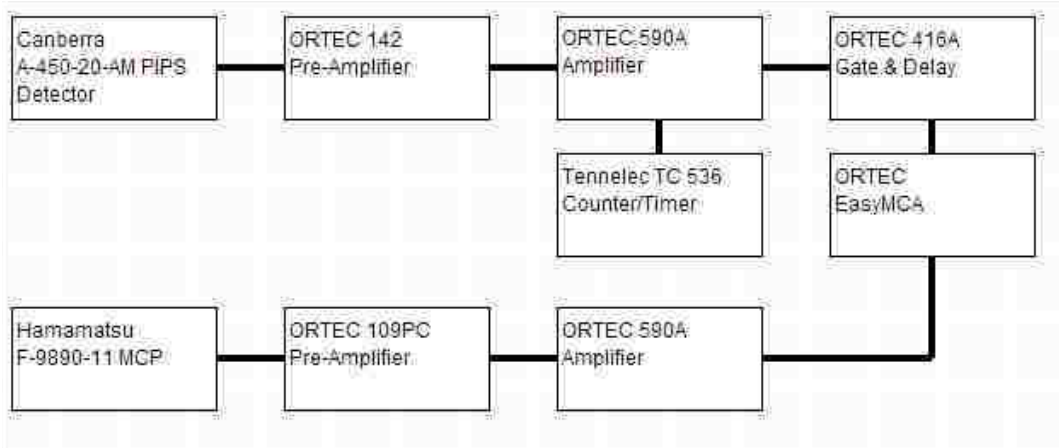 Canberra
A-450-20-AM PIPS
Detector
ORTEC 142
Pre-Amplifier
ORTEC 590A
Amplifier
ORTEC 416A
Gate & Delay
Tennelec TC 536
Counter/Timer
ORTEC
EasyMCA
Hamamatsu
F-9890-11 MCP
ORTEC 109PC
Pre-Amplifier
ORTEC 590A
Amplifier